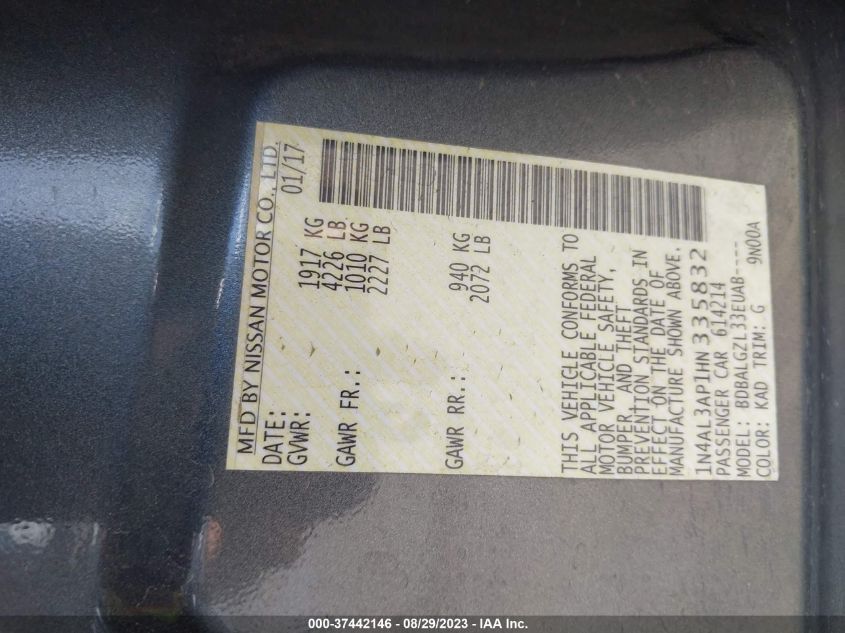 MFD BY NISSAN MOTOR CO., LTD.
DATE: 01/17
GVWR: 1917 KG
4226 LB
GAWR FR.: 1010 KG
2227 LB
GAWR RR.: 940 KG
2072 LB
THIS VEHICLE CONFORMS TO
ALL APPLICABLE FEDERAL
MOTOR VEHICLE SAFETY,
BUMPER, AND THEFT
PREVENTION STANDARDS IN
EFFECT ON THE DATE OF
MANUFACTURE SHOWN ABOVE.
1N4AL3AP1HN335832
PASSENGER CAR 614214
MODEL: BDBALGZL33EUAB----
COLOR: KAD TRIM: G 9N00A
000-37442146 - 08/29/2023 - IAA Inc.